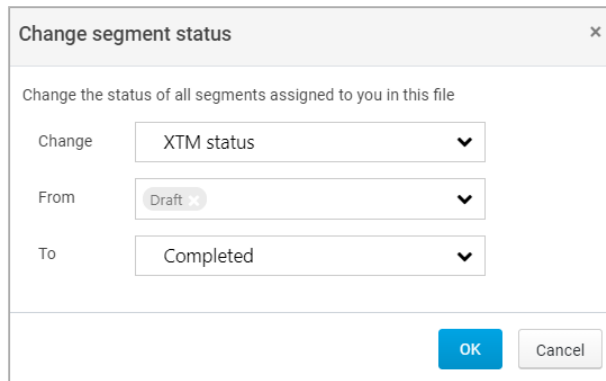 Change segment status ×
Change the status of all segments assigned to you in this file
Change XTM status
From Draft ×
To Completed
OK Cancel